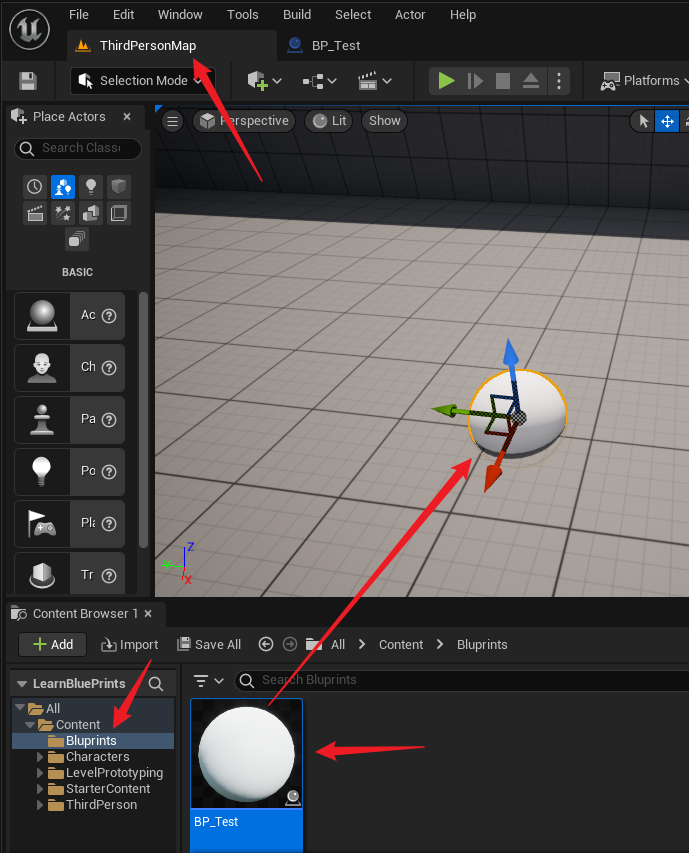 File Edit Window Tools Build Select Actor Help
ThirdPersonMap BP_Test
Selection Mode Platforms
Place Actors Perspective Lit Show
Search Classe
BASIC
Ac
Ch
Pa
Po
Pla
Tr
Z
Y
X
Content Browser 1
Add Import Save All All Content Bluprints
LearnBluePrints Search Bluprints
All
Content
Bluprints
Characters
LevelPrototyping
StarterContent
ThirdPerson
BP_Test